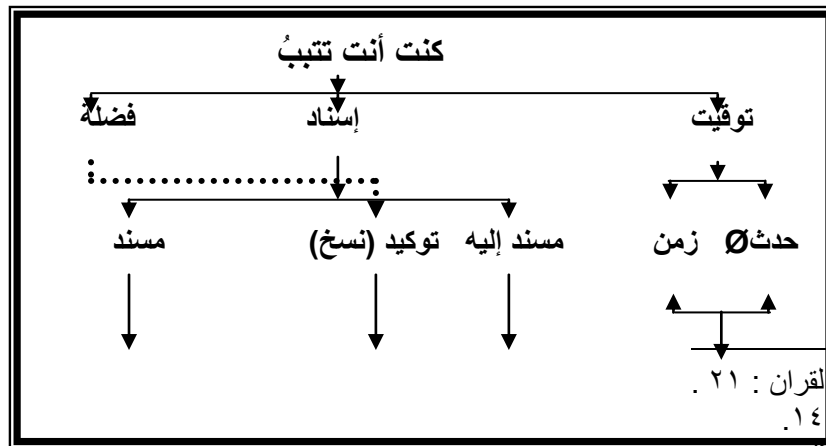 كنت أنت تتببُ
توقيت إسناد فضلة
حدثØ زمن مسند إليه توكيد (نسخ) مسند
لقران : ٢١ .
١٤.